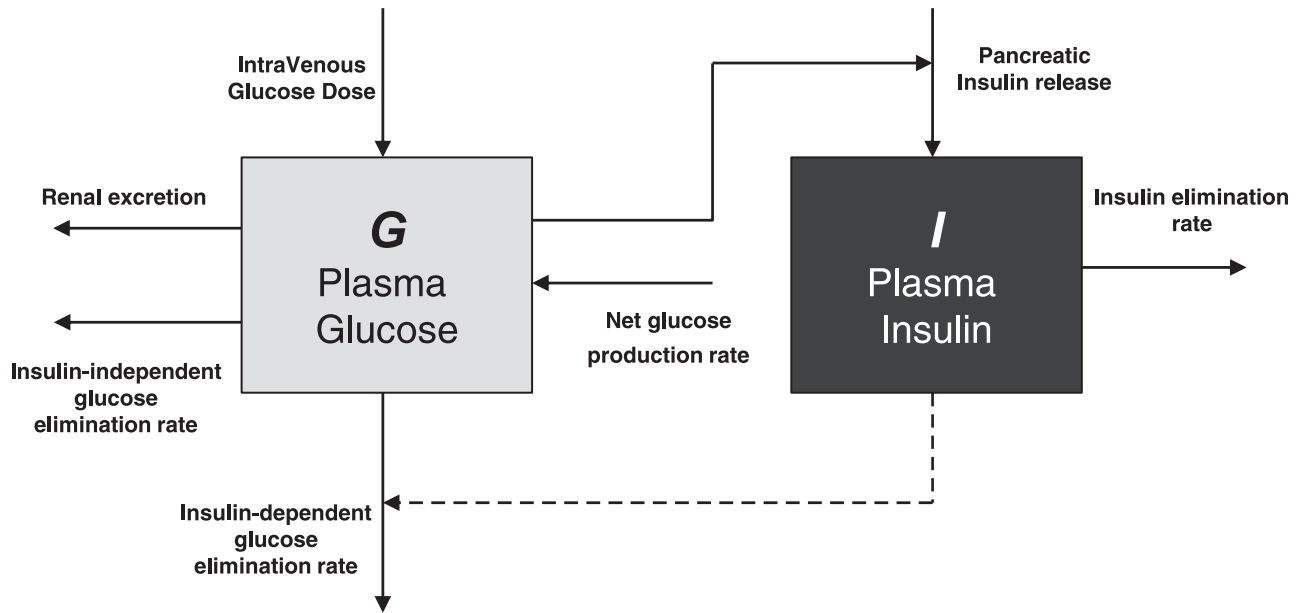 IntraVenous
Glucose Dose
Pancreatic
Insulin release
Renal excretion
G
Plasma
Glucose
I
Plasma
Insulin
Insulin elimination
rate
Net glucose
production rate
Insulin-independent
glucose
elimination rate
Insulin-dependent
glucose
elimination rate